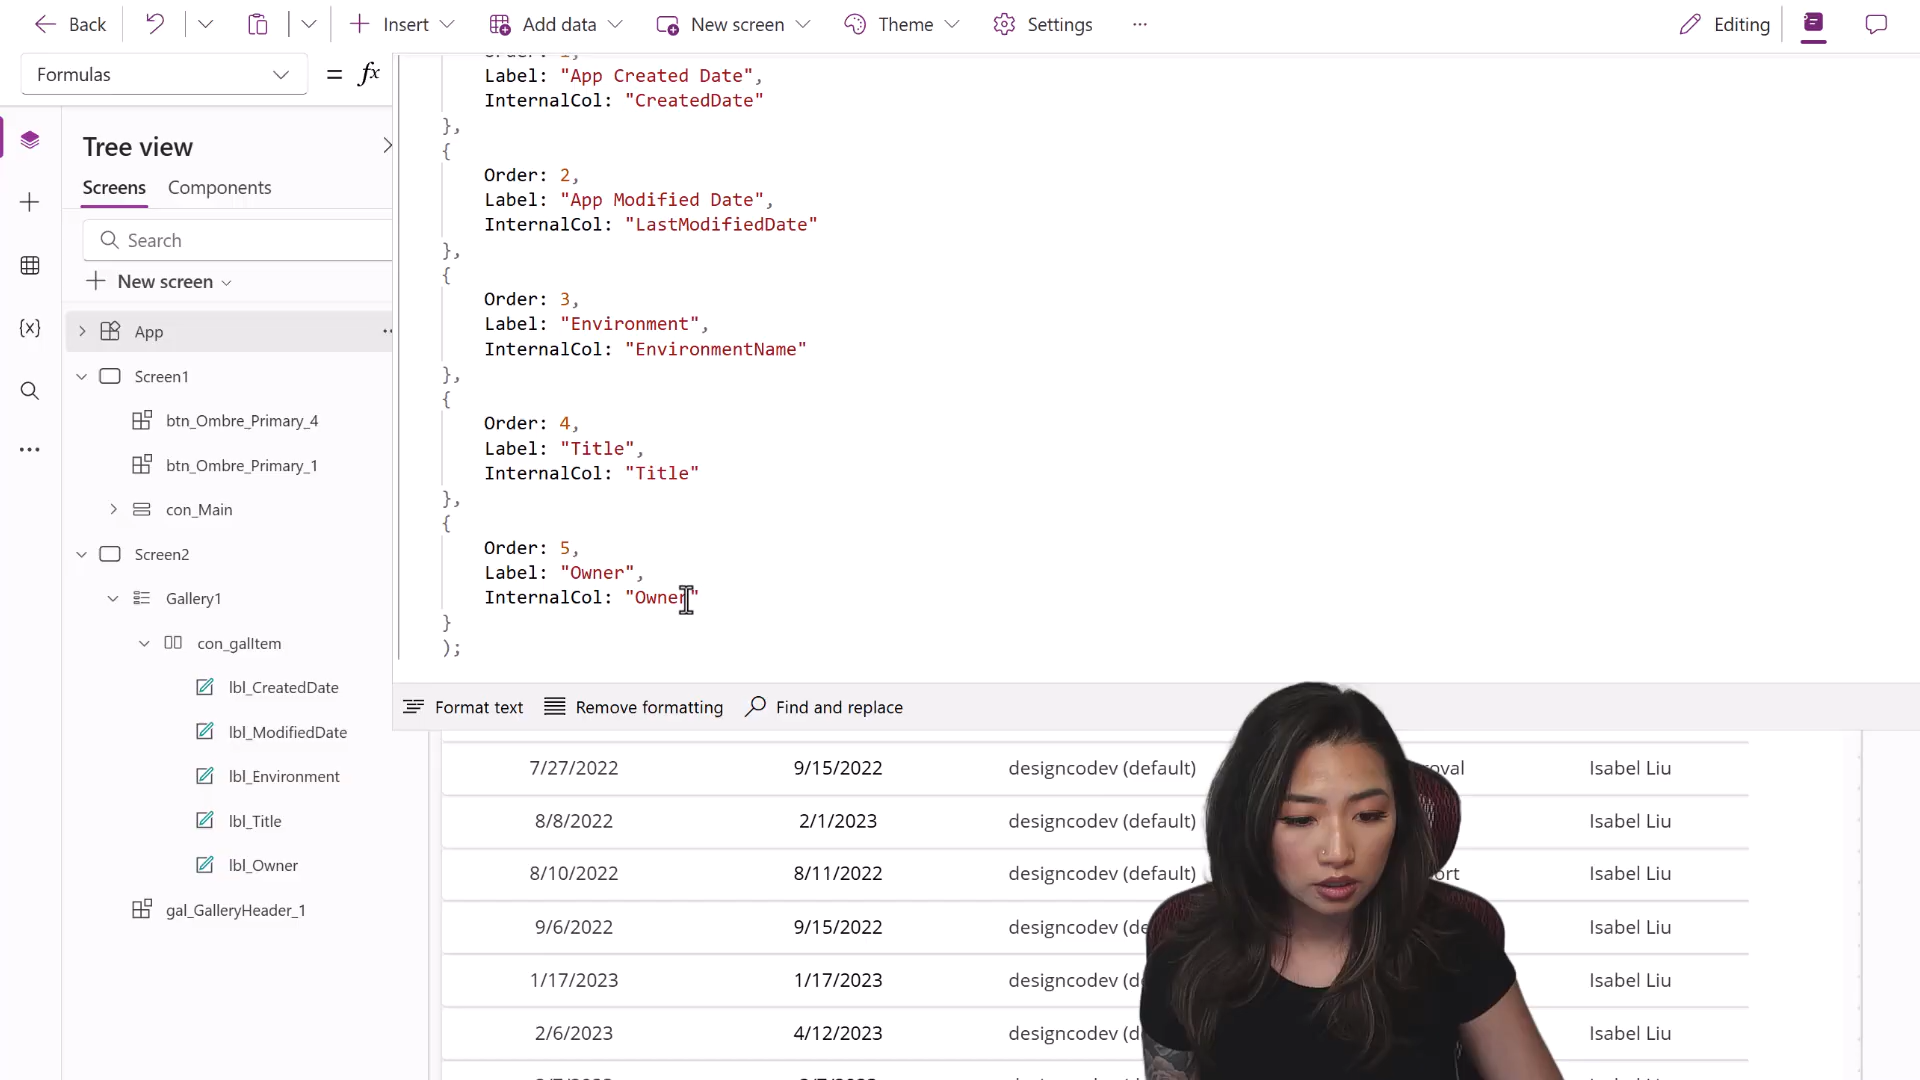 Back
Insert
Add data
New screen
Theme
Settings
...
Editing
Formulas
= fx
Label: "App Created Date",
InternalCol: "CreatedDate"
},
{
Order: 2,
Label: "App Modified Date",
InternalCol: "LastModifiedDate"
},
{
Order: 3,
Label: "Environment",
InternalCol: "EnvironmentName"
},
{
Order: 4,
Label: "Title",
InternalCol: "Title"
},
{
Order: 5,
Label: "Owner",
InternalCol: "Owner"
}
);
Tree view
Screens Components
Search
New screen
App
Screen1
btn_Ombre_Primary_4
btn_Ombre_Primary_1
con_Main
Screen2
Gallery1
con_galItem
lbl_CreatedDate
lbl_ModifiedDate
lbl_Environment
lbl_Title
lbl_Owner
gal_GalleryHeader_1
Format text Remove formatting Find and replace
7/27/2022 9/15/2022 designcodev (default) Isabel Liu
8/8/2022 2/1/2023 designcodev (default) Isabel Liu
8/10/2022 8/11/2022 designcodev (default) Isabel Liu
9/6/2022 9/15/2022 designcodev Isabel Liu
1/17/2023 1/17/2023 designcodev Isabel Liu
2/6/2023 4/12/2023 designcodev Isabel Liu